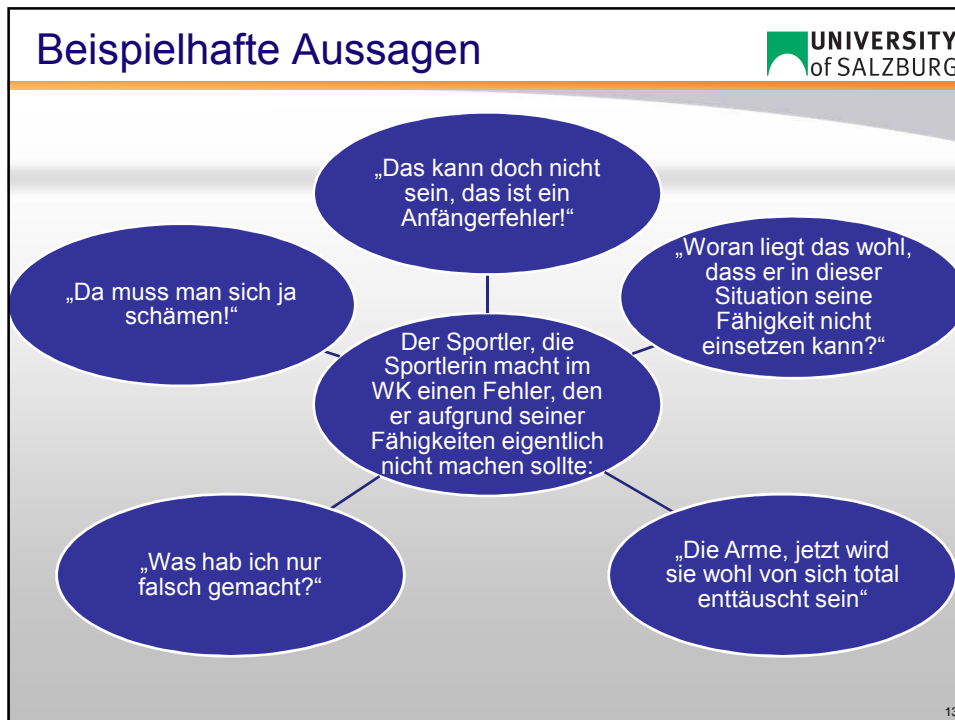 Beispielhafte Aussagen
UNIVERSITY
of SALZBURG
„Das kann doch nicht
sein, das ist ein
Anfängerfehler!“
„Woran liegt das wohl,
dass er in dieser
Situation seine
Fähigkeit nicht
einsetzen kann?“
„Da muss man sich ja
schämen!“
Der Sportler, die
Sportlerin macht im
WK einen Fehler, den
er aufgrund seiner
Fähigkeiten eigentlich
nicht machen sollte:
„Was hab ich nur
falsch gemacht?“
„Die Arme, jetzt wird
sie wohl von sich total
enttäuscht sein“
13